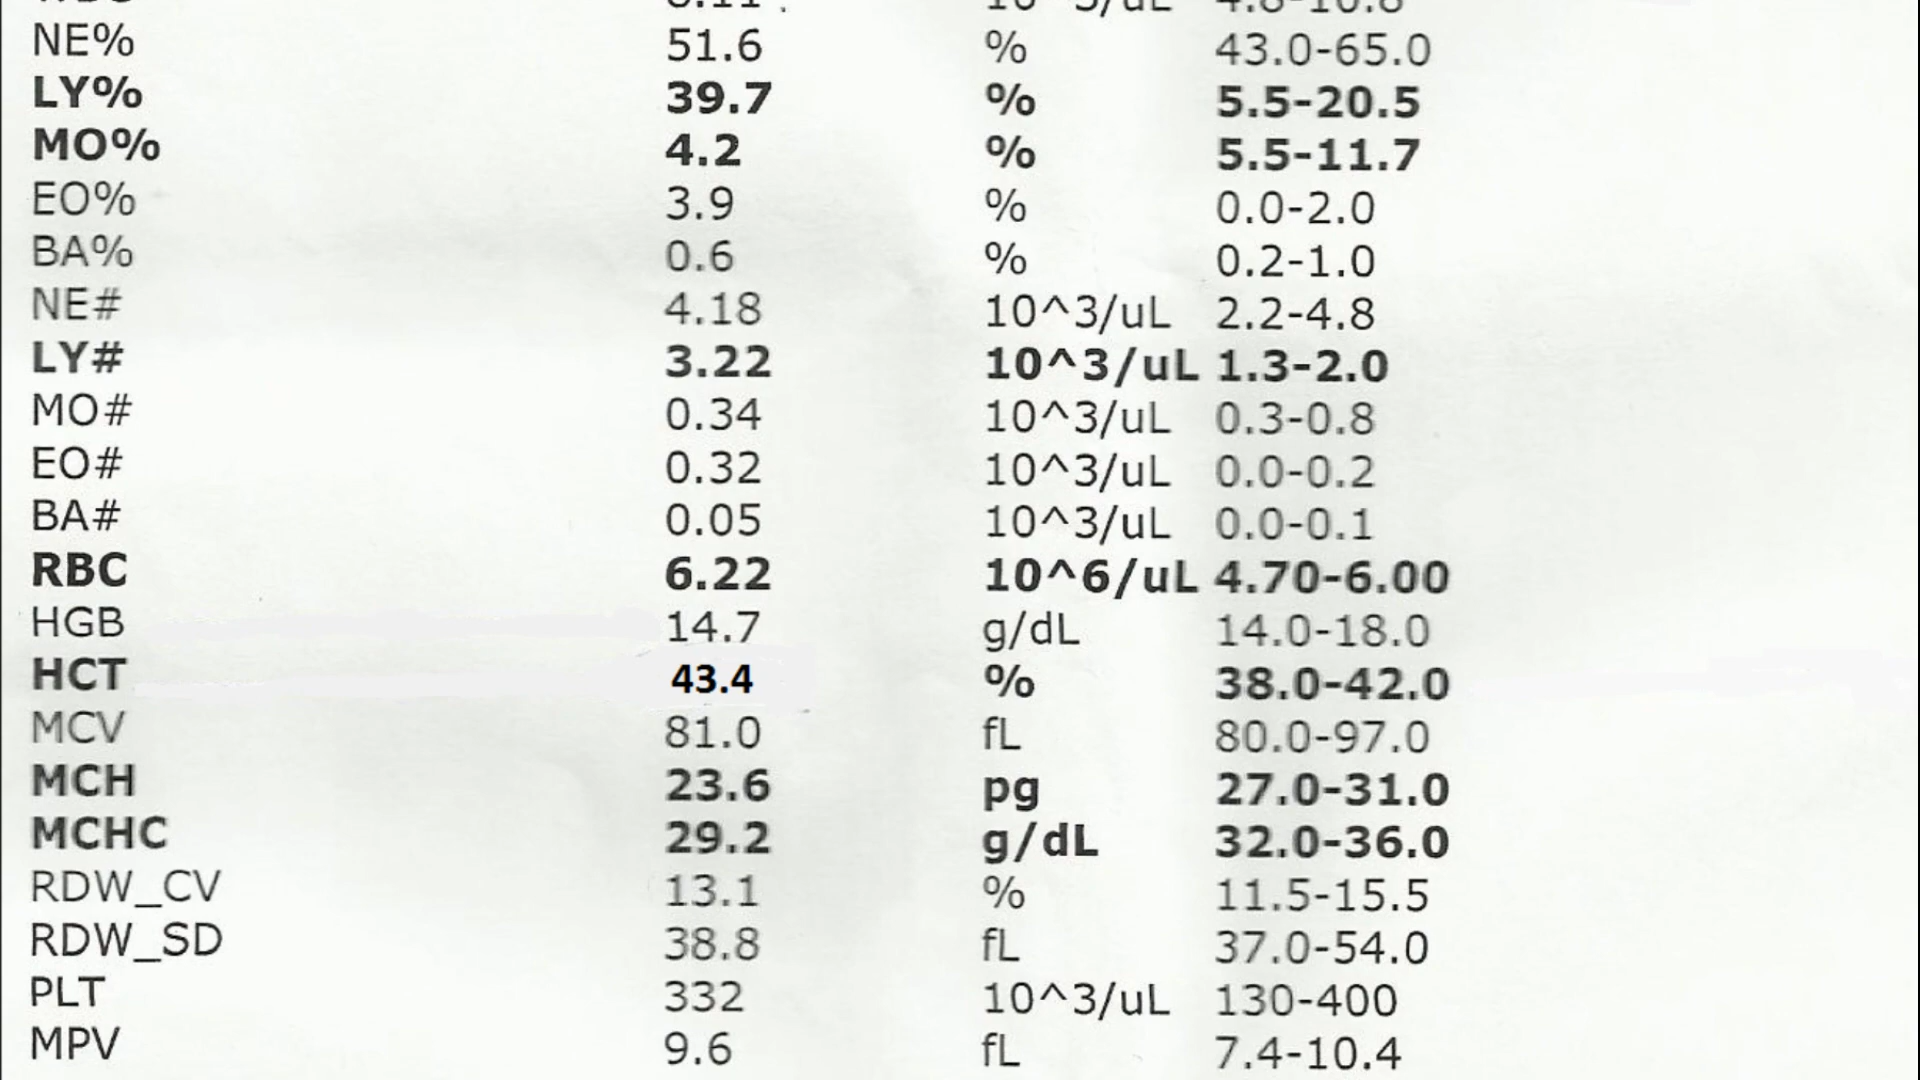 NE% 51.6 % 43.0-65.0
LY% 39.7 % 5.5-20.5
MO% 4.2 % 5.5-11.7
EO% 3.9 % 0.0-2.0
BA% 0.6 % 0.2-1.0
NE# 4.18 10^3/uL 2.2-4.8
LY# 3.22 10^3/uL 1.3-2.0
MO# 0.34 10^3/uL 0.3-0.8
EO# 0.32 10^3/uL 0.0-0.2
BA# 0.05 10^3/uL 0.0-0.1
RBC 6.22 10^6/uL 4.70-6.00
HGB 14.7 g/dL 14.0-18.0
HCT 43.4 % 38.0-42.0
MCV 81.0 fL 80.0-97.0
MCH 23.6 pg 27.0-31.0
MCHC 29.2 g/dL 32.0-36.0
RDW_CV 13.1 % 11.5-15.5
RDW_SD 38.8 fL 37.0-54.0
PLT 332 10^3/uL 130-400
MPV 9.6 fL 7.4-10.4